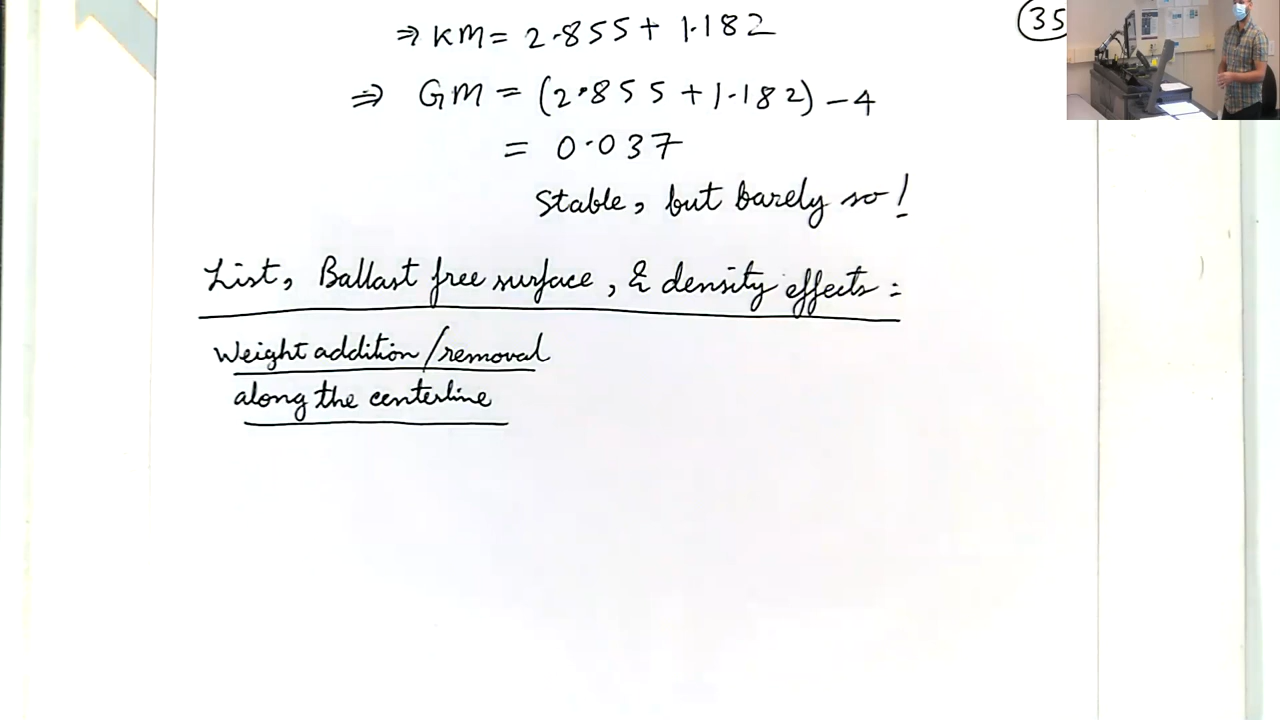 ⇒ KM = 2.855 + 1.182
35
⇒ GM = (2.855 + 1.182) - 4
= 0.037
Stable, but barely so!
List, Ballast free surface, & density effects:
Weight addition/removal
along the centerline